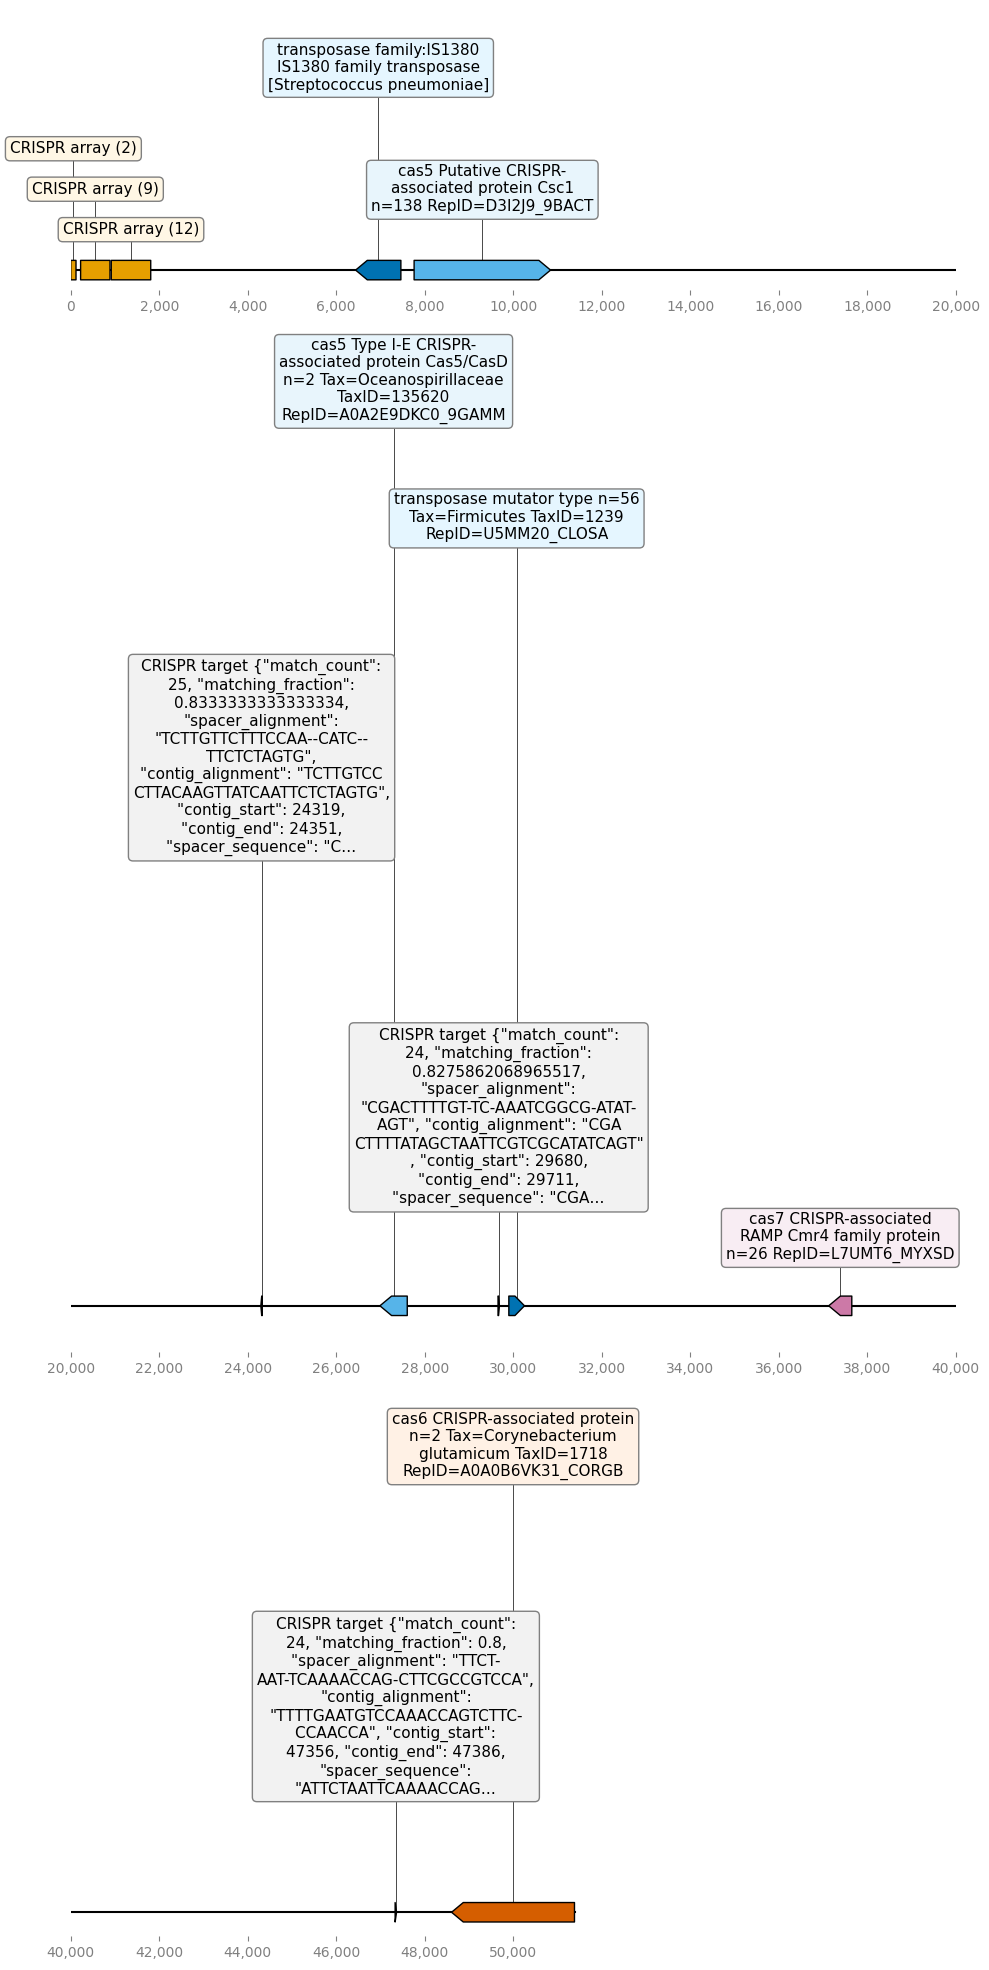 transposase family:IS1380
IS1380 family transposase
[Streptococcus pneumoniae]
CRISPR array (2)
cas5 Putative CRISPR-
associated protein Csc1
n=138 RepID=D3I2J9_9BACT
CRISPR array (9)
CRISPR array (12)
0
2,000
4,000
6,000
8,000
10,000
12,000
14,000
16,000
18,000
20,000
cas5 Type I-E CRISPR-
associated protein Cas5/CasD
n=2 Tax=Oceanospirillaceae
TaxID=135620
RepID=A0A2E9DKC0_9GAMM
transposase mutator type n=56
Tax=Firmicutes TaxID=1239
RepID=U5MM20_CLOSA
CRISPR target {"match_count":
25, "matching_fraction":
0.8333333333333334,
"spacer_alignment":
"TCTTGTTCTTTCCAA--CATC--
TTCTCTAGTG",
"contig_alignment": "TCTTGTCC
CTTACAAGTTATCAATTCTCTAGTG",
"contig_start": 24319,
"contig_end": 24351,
"spacer_sequence": "C...
CRISPR target {"match_count":
24, "matching_fraction":
0.8275862068965517,
"spacer_alignment":
"CGACTTTTGT-TC-AAATCGGCG-ATAT-
AGT", "contig_alignment": "CGA
CTTTTATAGCTAATTCGTCGCATATCAGT"
, "contig_start": 29680,
"contig_end": 29711,
"spacer_sequence": "CGA...
cas7 CRISPR-associated
RAMP Cmr4 family protein
n=26 RepID=L7UMT6_MYXSD
20,000
22,000
24,000
26,000
28,000
30,000
32,000
34,000
36,000
38,000
40,000
cas6 CRISPR-associated protein
n=2 Tax=Corynebacterium
glutamicum TaxID=1718
RepID=A0A0B6VK31_CORGB
CRISPR target {"match_count":
24, "matching_fraction": 0.8,
"spacer_alignment": "TTCT-
AAT-TCAAAACCAG-CTTCGCCGTCCA",
"contig_alignment":
"TTTTGAATGTCCAAACCAGTCTTC-
CCAACCA", "contig_start":
47356, "contig_end": 47386,
"spacer_sequence":
"ATTCTAATTCAAAACCAG...
40,000
42,000
44,000
46,000
48,000
50,000